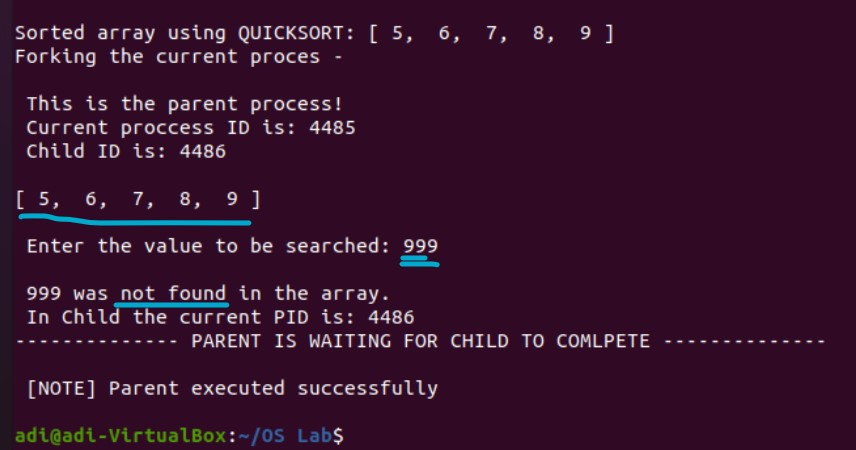 Sorted array using QUICKSORT: [ 5,  6,  7,  8,  9 ]
Forking the current proces -
This is the parent process!
Current proccess ID is: 4485
Child ID is: 4486
[ 5,  6,  7,  8,  9 ]
Enter the value to be searched: 999
999 was not found in the array.
In Child the current PID is: 4486
-------------- PARENT IS WAITING FOR CHILD TO COMLPETE --------------
[NOTE] Parent executed successfully
adi@adi-VirtualBox:~/OS Lab$